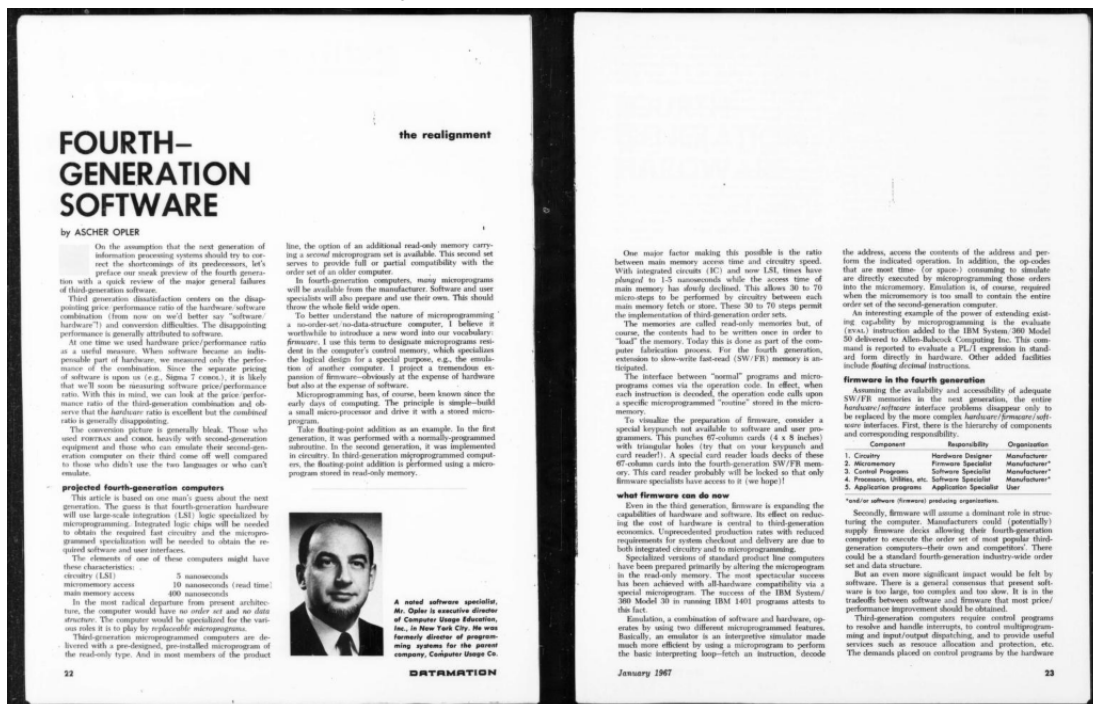 FOURTH–
GENERATION
SOFTWARE
the realignment
by ASCHER OPLER
On the assumption that the next generation of
information processing systems should try to cor-
rect the shortcomings of its predecessors, let's
preface our sneak preview of the fourth genera-
tion with a quick review of the major general failures
of third-generation software.
Third generation dissatisfaction centers on the disap-
pointing price/performance ratio of the hardware/software
combination (from now on we'd better say "software/
hardware"!) and conversion difficulties. The disappointing
performance is generally attributed to software.
At one time we used hardware price/performance ratio
as a useful measure. When software became an indis-
pensable part of hardware, we measured only the perfor-
mance of the combination. Since the separate pricing
of software is upon us (e.g., Sigma 7 COBOL), it is likely
that we'll soon be measuring software price/performance
ratio. With this in mind, we can look at the price/perfor-
mance ratio of the third-generation combination and ob-
serve that the hardware ratio is excellent but the combined
ratio is generally disappointing.
The conversion picture is generally bleak. Those who
used FORTRAN and COBOL heavily with second-generation
equipment and those who can emulate their second-gen-
eration computer on their third come off well compared
to those who didn't use the two languages or who can't
emulate.
projected fourth-generation computers
This article is based on one man's guess about the next
generation. The guess is that fourth-generation hardware
will use large-scale integration (LSI) logic specialized by
microprogramming. Integrated logic chips will be needed
to obtain the required fast circuitry and the micropro-
grammed specialization will be needed to obtain the re-
quired software and user interfaces.
The elements of one of these computers might have
these characteristics:
circuitry (LSI) 5 nanoseconds
micromemory access 10 nanoseconds (read time)
main memory access 400 nanoseconds
In the most radical departure from present architec-
ture, the computer would have no order set and no data
structure. The computer would be specialized for the vari-
ous roles it is to play by replaceable microprograms.
Third-generation microprogrammed computers are de-
livered with a pre-designed, pre-installed microprogram of
the read-only type. And in most members of the product
line, the option of an additional read-only memory carry-
ing a second microprogram set is available. This second set
serves to provide full or partial compatibility with the
order set of an older computer.
In fourth-generation computers, many microprograms
will be available from the manufacturer. Software and user
specialists will also prepare and use their own. This should
throw the whole field wide open.
To better understand the nature of microprogramming
a no-order-set/no-data-structure computer, I believe it
worthwhile to introduce a new word into our vocabulary:
firmware. I use this term to designate microprograms resi-
dent in the computer's control memory, which specializes
the logical design for a special purpose, e.g., the emula-
tion of another computer. I project a tremendous ex-
pansion of firmware—obviously at the expense of hardware
but also at the expense of software.
Microprogramming has, of course, been known since the
early days of computing. The principle is simple—build
a small micro-processor and drive it with a stored micro-
program.
Take floating-point addition as an example. In the first
generation, it was performed with a normally-programmed
subroutine. In the second generation, it was implemented
in circuitry. In third-generation microprogrammed comput-
ers, the floating-point addition is performed using a micro-
program stored in read-only memory.
A noted software specialist,
Mr. Opler is executive director
of Computer Usage Education,
Inc., in New York City. He was
formerly director of program-
ming systems for the parent
company, Computer Usage Co.
22
DATAMATION
One major factor making this possible is the ratio
between main memory access time and circuitry speed.
With integrated circuits (IC) and now LSI, times have
plunged to 1-5 nanoseconds while the access time of
main memory has slowly declined. This allows 30 to 70
micro-steps to be performed by circuitry between each
main memory fetch or store. These 30 to 70 steps permit
the implementation of third-generation order sets.
The memories are called read-only memories but, of
course, the contents had to be written once in order to
"load" the memory. Today this is done as part of the com-
puter fabrication process. For the fourth generation,
extension to slow-write fast-read (SW/FR) memory is an-
ticipated.
The interface between "normal" programs and micro-
programs comes via the operation code. In effect, when
each instruction is decoded, the operation code calls upon
a specific microprogrammed "routine" stored in the micro-
memory.
To visualize the preparation of firmware, consider a
special keypunch not available to software and user pro-
grammers. This punches 67-column cards (4 x 8 inches)
with triangular holes (try that on your keypunch and
card reader!). A special card reader loads decks of these
67-column cards into the fourth-generation SW/FR mem-
ory. This card reader probably will be locked so that only
firmware specialists have access to it (we hope)!
what firmware can do now
Even in the third generation, firmware is expanding the
capabilities of hardware and software. Its effect on reduc-
ing the cost of hardware is central to third-generation
economics. Unprecedented production rates with reduced
requirements for system checkout and delivery are due to
both integrated circuitry and to microprogramming.
Specialized versions of standard product line computers
have been prepared primarily by altering the microprogram
in the read-only memory. The most spectacular success
has been achieved with all-hardware compatibility via a
special microprogram. The success of the IBM System/
360 Model 30 in running IBM 1401 programs attests to
this fact.
Emulation, a combination of software and hardware, op-
erates by using two different microprogrammed features.
Basically, an emulator is an interpretive simulator made
much more efficient by using a microprogram to perform
the basic interpreting loop—fetch an instruction, decode
the address, access the contents of the address and per-
form the indicated operation. In addition, the op-codes
that are most time- (or space-) consuming to simulate
are directly executed by microprogramming those orders
into the micromemory. Emulation is, of course, required
when the micromemory is too small to contain the entire
order set of the second-generation computer.
An interesting example of the power of extending exist-
ing capability by microprogramming is the evaluate
(EVAL) instruction added to the IBM System/360 Model
50 delivered to Allen-Babcock Computing Inc. This com-
mand is reported to evaluate a PL/I expression in stand-
ard form directly in hardware. Other added facilities
include floating decimal instructions.
firmware in the fourth generation
Assuming the availability and accessibility of adequate
SW/FR memories in the next generation, the entire
hardware/software interface problems disappear only to
be replaced by the more complex hardware/firmware/soft-
ware interfaces. First, there is the hierarchy of components
and corresponding responsibility.
Component Responsibility Organization
1. Circuitry Hardware Designer Manufacturer
2. Micromemory Firmware Specialist Manufacturer*
3. Control Programs Software Specialist Manufacturer*
4. Processors, Utilities, etc. Software Specialist Manufacturer*
5. Application programs Application Specialist User
*and/or software (firmware) producing organizations.
Secondly, firmware will assume a dominant role in struc-
turing the computer. Manufacturers could (potentially)
supply firmware decks allowing their fourth-generation
computer to execute the order set of most popular third-
generation computers—their own and competitors'. There
could be a standard fourth-generation industry-wide order
set and data structure.
But an even more significant impact would be felt by
software. There is a general consensus that present soft-
ware is too large, too complex and too slow. It is in the
tradeoffs between software and firmware that most price/
performance improvement should be obtained.
Third-generation computers require control programs
to resolve and handle interrupts, to control multiprogram-
ming and input/output dispatching, and to provide useful
services such as resouce allocation and protection, etc.
The demands placed on control programs by the hardware
January 1967
23